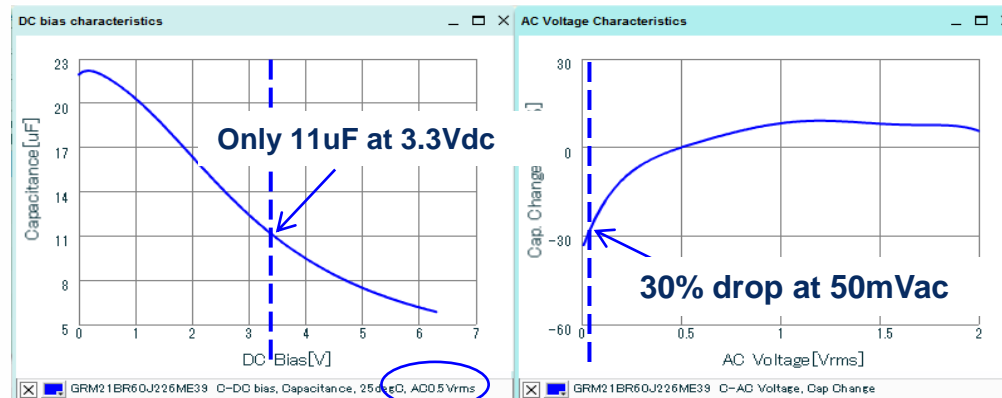 DC bias characteristics
23
20
17
14
11
8
5
0
1
2
3
4
5
6
7
Capacitance[uF]
DC Bias[V]
Only 11uF at 3.3Vdc
GRM21BR60J226ME39 C-DC bias, Capacitance, 25degC, AC0.5Vrms
AC Voltage Characteristics
30
0
-30
-60
0
0.5
1
1.5
2
Cap. Change
AC Voltage[Vrms]
30% drop at 50mVac
GRM21BR60J226ME39 C-AC Voltage, Cap Change